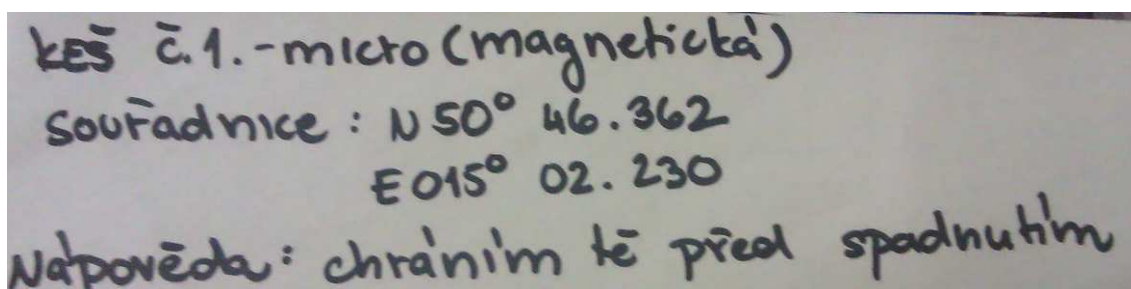 KEŠ č.1.-micro (magnetická)
souřadnice: N 50° 46.362
E 015° 02.230
Nápověda: chráním tě před spadnutím